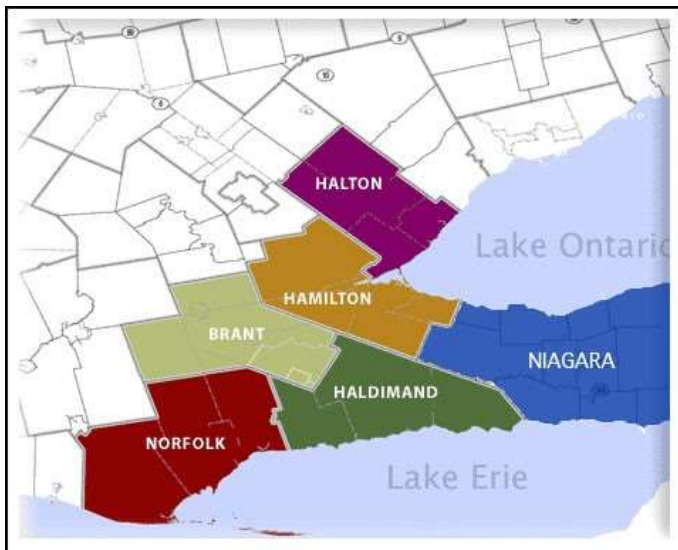 HALTON
Lake Ontario
HAMILTON
BRANT
NIAGARA
HALDIMAND
NORFOLK
Lake Erie